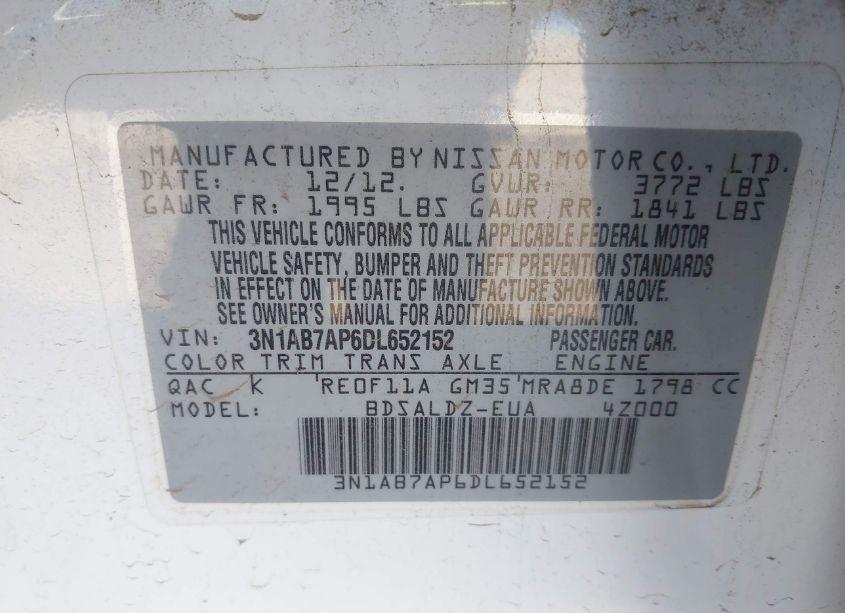 MANUFACTURED BY NISSAN MOTOR CO., LTD.
DATE: 12/12. GVWR: 3772 LBS
GAWR FR: 1995 LBS GAWR RR: 1841 LBS
THIS VEHICLE CONFORMS TO ALL APPLICABLE FEDERAL MOTOR
VEHICLE SAFETY, BUMPER AND THEFT PREVENTION STANDARDS
IN EFFECT ON THE DATE OF MANUFACTURE SHOWN ABOVE.
SEE OWNER'S MANUAL FOR ADDITIONAL INFORMATION.
VIN: 3N1AB7AP6DL652152 PASSENGER CAR.
COLOR TRIM TRANS AXLE ENGINE
QAC K 'RE0F11A GM35'MRA8DE 1798 CC
MODEL: BDSALDZ-EUA 4Z000
3N1AB7AP6DL652152